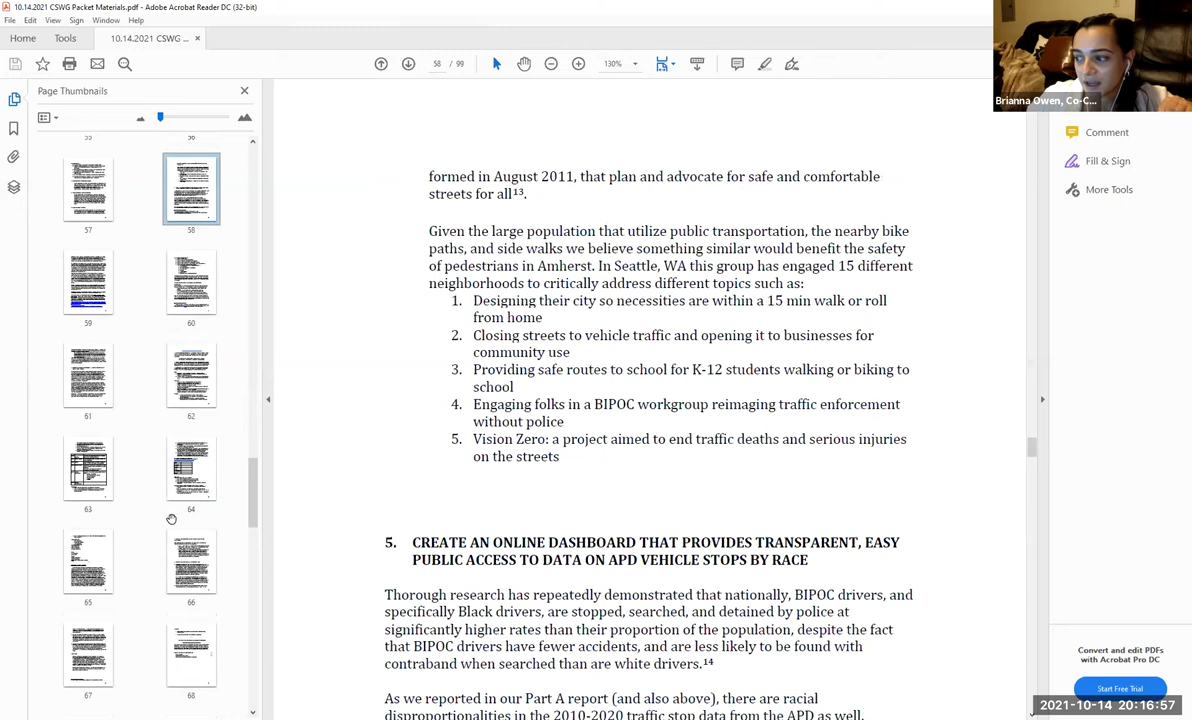 10.14.2021 CSWG Packet Materials.pdf - Adobe Acrobat Reader DC (32-bit)
File Edit View Sign Window Help
Home Tools 10.14.2021 CSWG ... ×
58 / 99 130%
Page Thumbnails
Brianna Owen, Co-C...
57 58
59 60
61 62
63 64
65 66
67 68
formed in August 2011, that plan and advocate for safe and comfortable
streets for all¹³.
Given the large population that utilize public transportation, the nearby bike
paths, and side walks we believe something similar would benefit the safety
of pedestrians in Amherst. In Seattle, WA this group has engaged 15 different
neighborhoods to critically address different topics such as:
1. Designing their city so necessities are within a 15 min walk or roll
from home
2. Closing streets to vehicle traffic and opening it to businesses for
community use
3. Providing safe routes to school for K-12 students walking or biking to
school
4. Engaging folks in a BIPOC workgroup reimaging traffic enforcement
without police
5. Vision Zero: a project aimed to end traffic deaths and serious injuries
on the streets
5. CREATE AN ONLINE DASHBOARD THAT PROVIDES TRANSPARENT, EASY
PUBLIC ACCESS TO DATA ON APD VEHICLE STOPS BY RACE
Thorough research has repeatedly demonstrated that nationally, BIPOC drivers, and
specifically Black drivers, are stopped, searched, and detained by police at
significantly higher rates than their proportion of the population, despite the fact
that BIPOC drivers have fewer accidents, and are less likely to be found with
contraband when searched than are white drivers.¹⁴
As we reported in our Part A report (and also above), there are racial
disproportionalities in the 2010-2020 traffic stop data from the APD as well.
Comment
Fill & Sign
More Tools
Convert and edit PDFs
with Acrobat Pro DC
Start Free Trial
2021-10-14 20:16:57